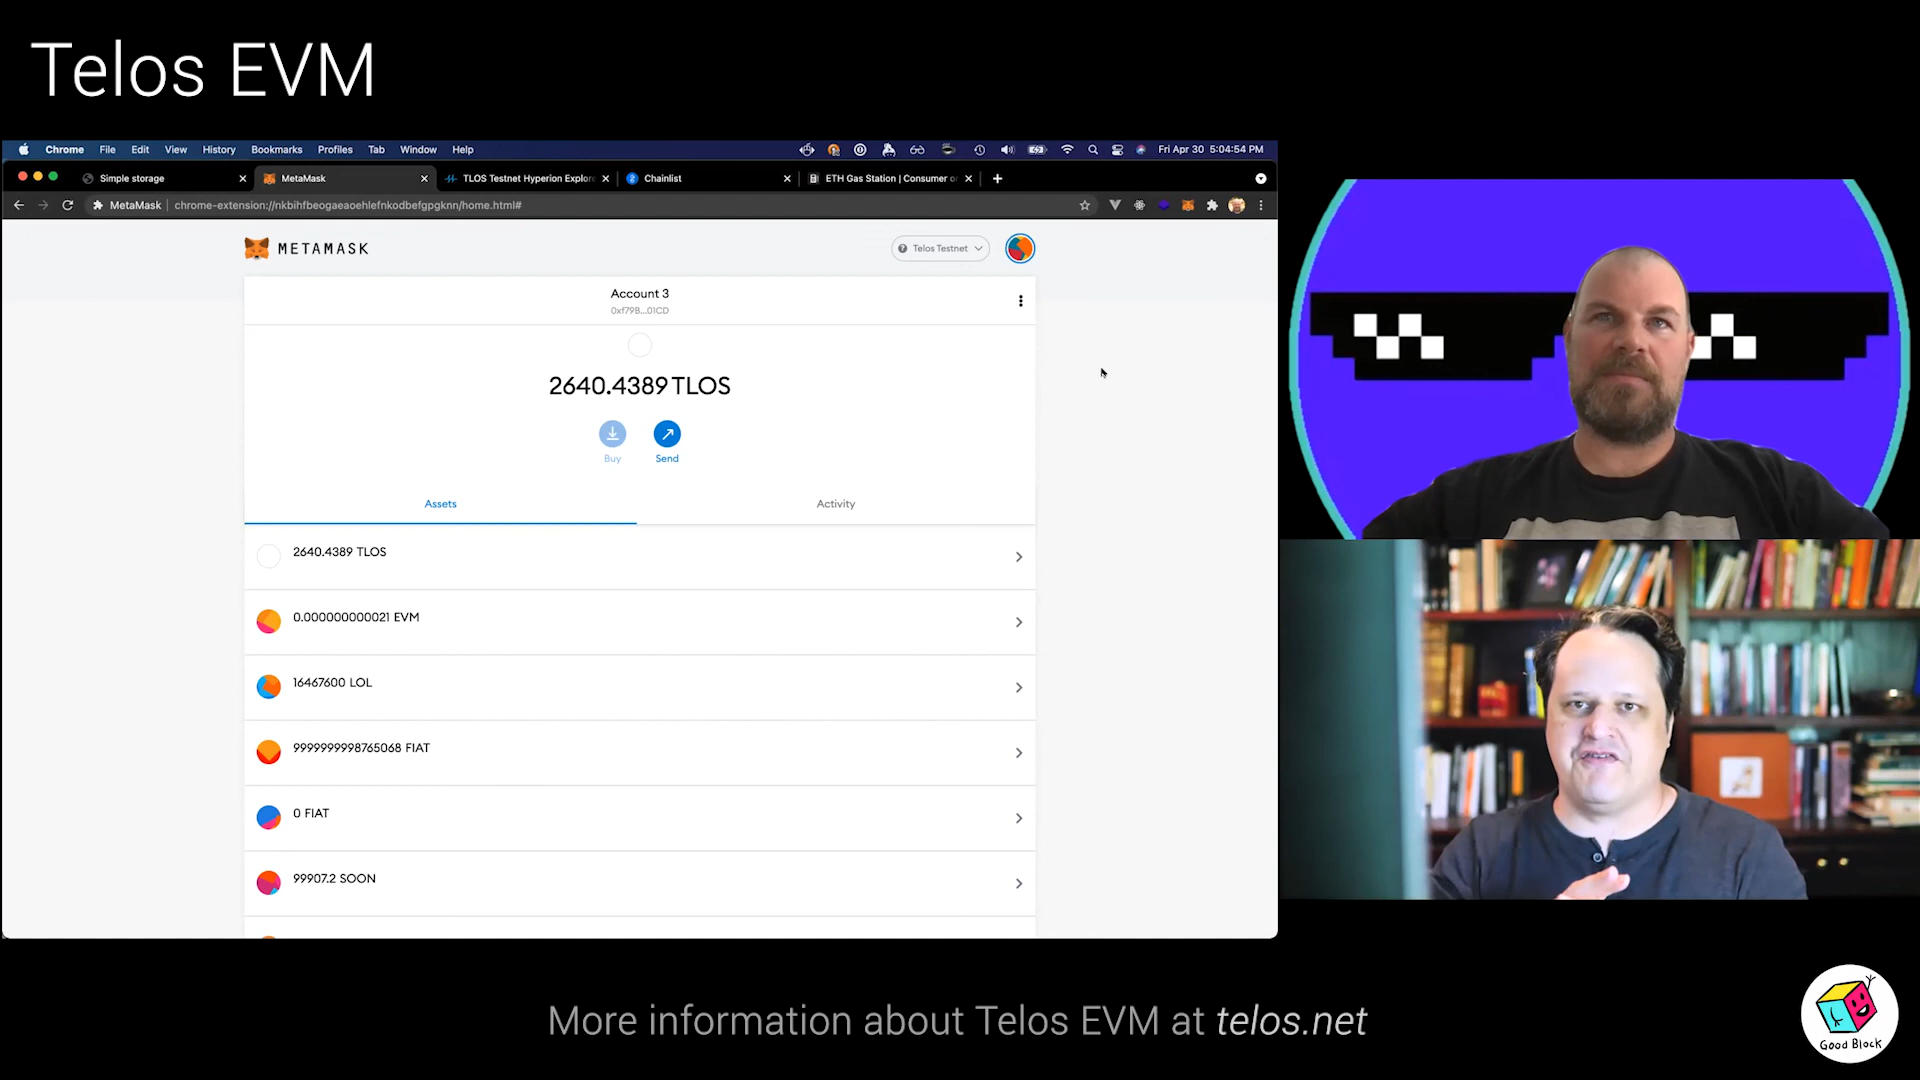 Telos EVM
Chrome File Edit View History Bookmarks Profiles Tab Window Help Fri Apr 30 5:04:54 PM
Simple storage MetaMask TLOS Testnet Hyperion Explor Chainlist ETH Gas Station | Consumer or
MetaMask chrome-extension://nkbihfbeogaeaoehlefnkodbefgpgknn/home.html#
METAMASK Telos Testnet
Account 3
0xf79B...01CD
2640.4389 TLOS
Buy Send
Assets Activity
2640.4389 TLOS
0.000000000021 EVM
16467600 LOL
9999999998765068 FIAT
0 FIAT
99907.2 SOON
More information about Telos EVM at telos.net
Good Block